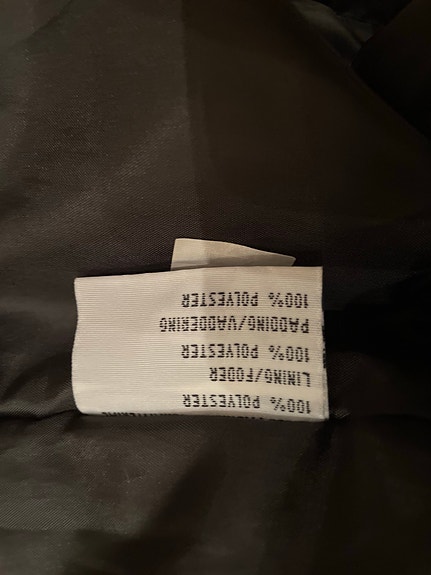 100% POLYESTER
LINING/FODER
100% POLYESTER
PADDING/VADDERING
100% POLYESTER